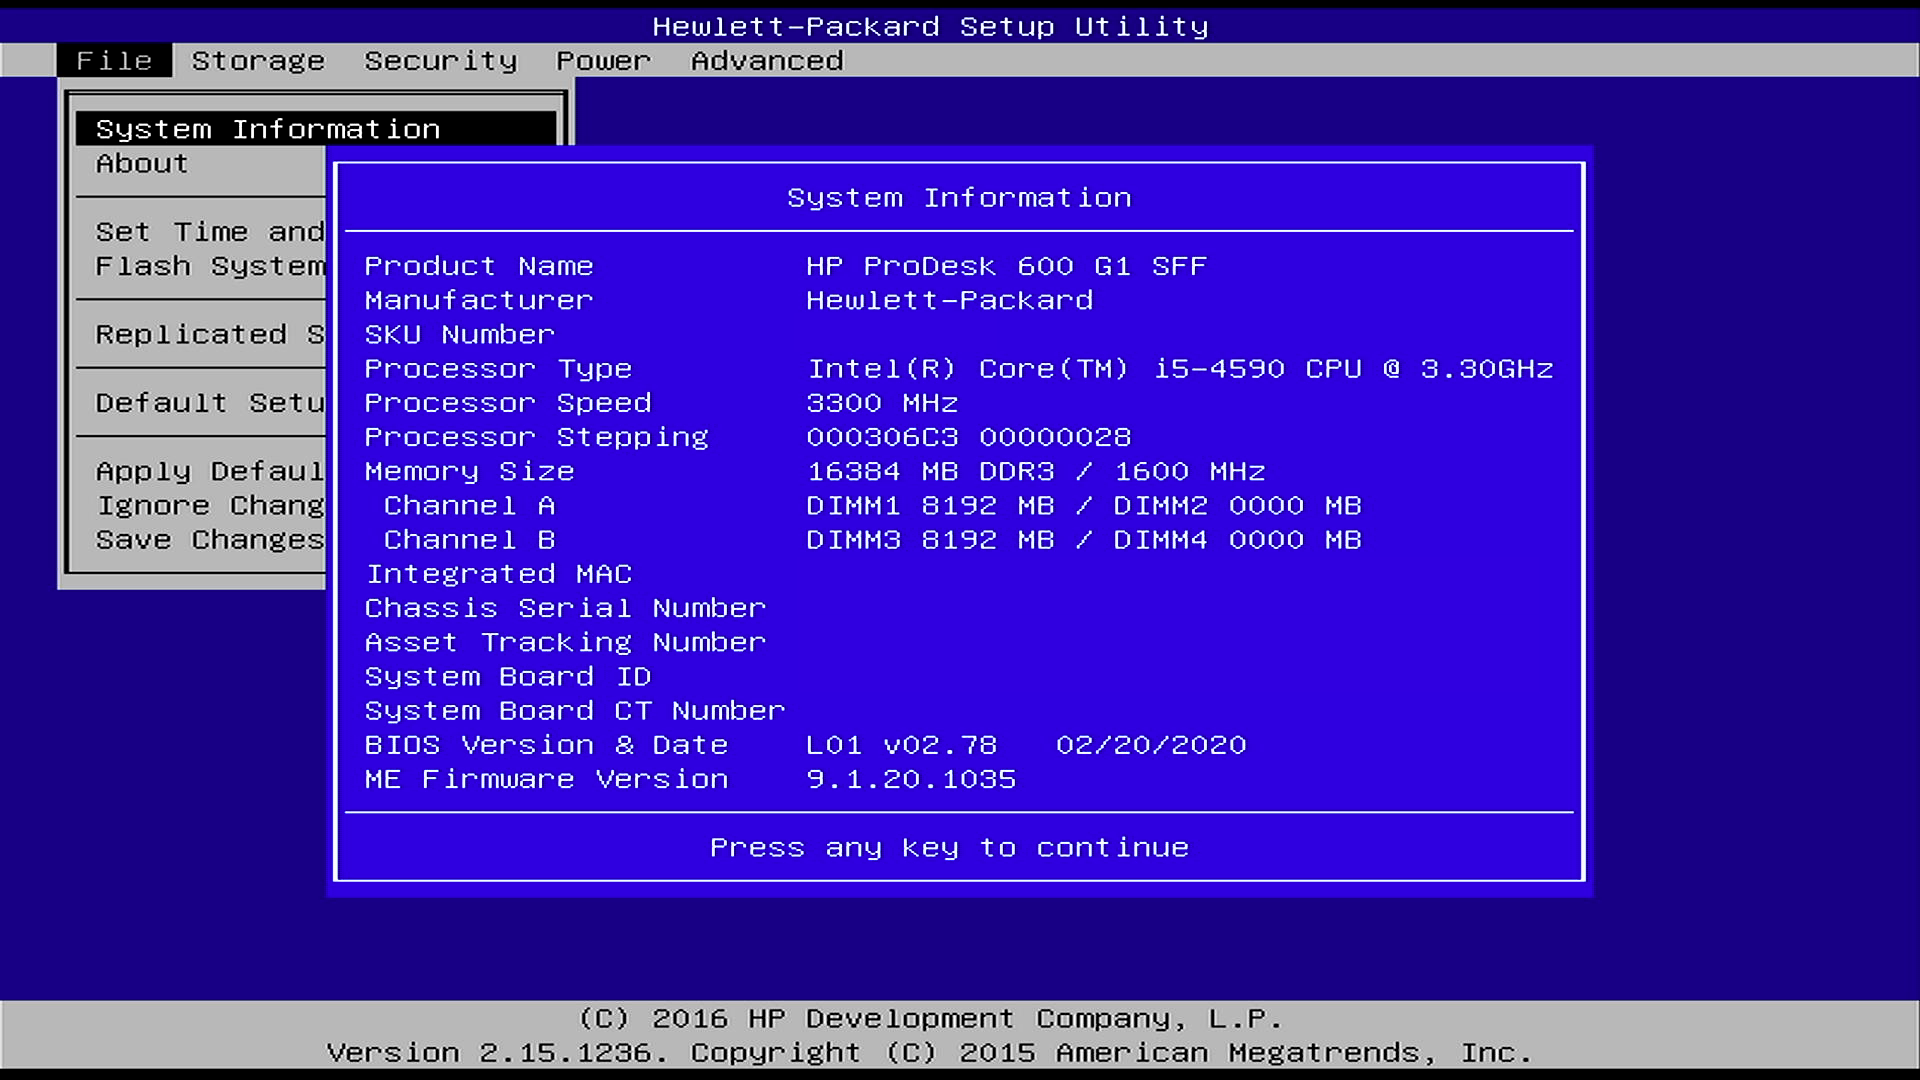 Hewlett-Packard Setup Utility
File Storage Security Power Advanced
System Information
About
Set Time and
Flash System
Replicated S
Default Setu
Apply Defaul
Ignore Chang
Save Changes
System Information
Product Name HP ProDesk 600 G1 SFF
Manufacturer Hewlett-Packard
SKU Number
Processor Type Intel(R) Core(TM) i5-4590 CPU @ 3.30GHz
Processor Speed 3300 MHz
Processor Stepping 000306C3 00000028
Memory Size 16384 MB DDR3 / 1600 MHz
Channel A DIMM1 8192 MB / DIMM2 0000 MB
Channel B DIMM3 8192 MB / DIMM4 0000 MB
Integrated MAC
Chassis Serial Number
Asset Tracking Number
System Board ID
System Board CT Number
BIOS Version & Date L01 v02.78 02/20/2020
ME Firmware Version 9.1.20.1035
Press any key to continue
(C) 2016 HP Development Company, L.P.
Version 2.15.1236. Copyright (C) 2015 American Megatrends, Inc.